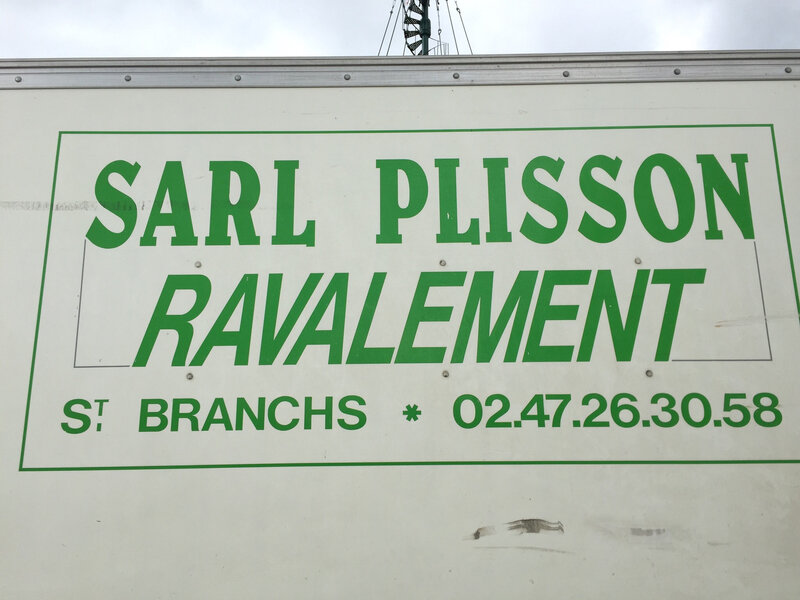 SARL PLISSON
RAVALEMENT
ST. BRANCHS * 02.47.26.30.58